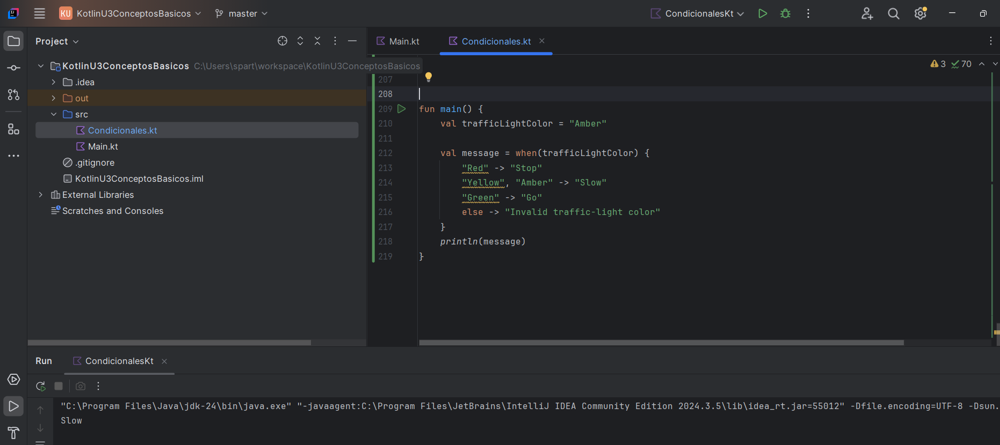 KU KotlinU3ConceptosBasicos master CondicionalesKt
Project
Main.kt Condicionales.kt
KotlinU3ConceptosBasicos C:\Users\spart\workspace\KotlinU3ConceptosBasicos
.idea
out
src
Condicionales.kt
Main.kt
.gitignore
KotlinU3ConceptosBasicos.iml
External Libraries
Scratches and Consoles
3 70
207
208
209 fun main() {
210 val trafficLightColor = "Amber"
211
212 val message = when(trafficLightColor) {
213 "Red" -> "Stop"
214 "Yellow", "Amber" -> "Slow"
215 "Green" -> "Go"
216 else -> "Invalid traffic-light color"
217 }
218 println(message)
219 }
Run CondicionalesKt
"C:\Program Files\Java\jdk-24\bin\java.exe" "-javaagent:C:\Program Files\JetBrains\IntelliJ IDEA Community Edition 2024.3.5\lib\idea_rt.jar=55012" -Dfile.encoding=UTF-8 -Dsun.
Slow